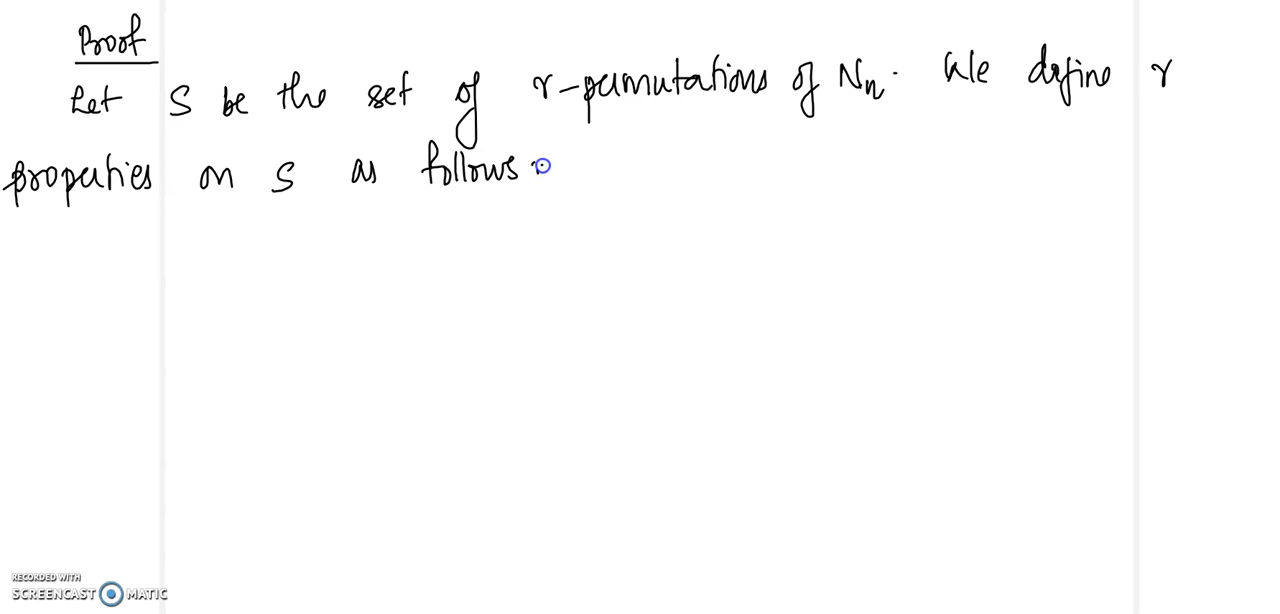 Proof
Let S be the set of r-permutations of Nn. We define r
properties on S as follows
RECORDED WITH
SCREENCAST MATIC